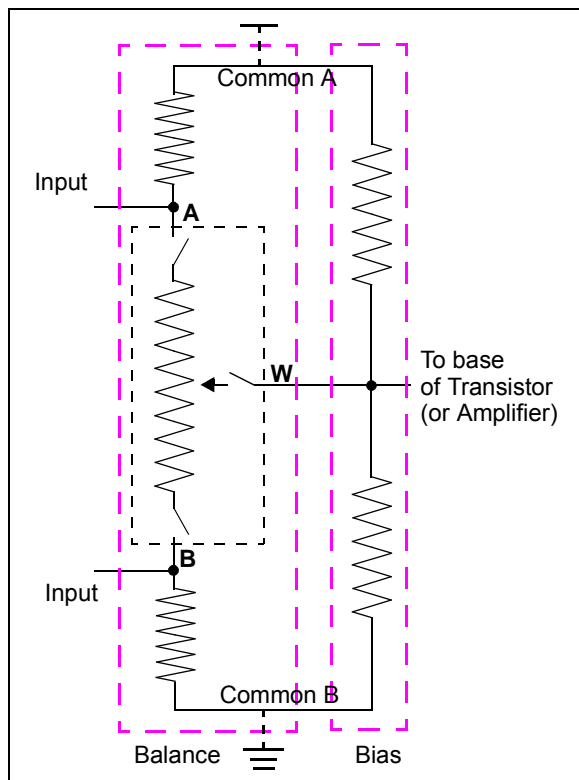 Common A
Input
A
W
To base
of Transistor
(or Amplifier)
B
Input
Common B
Balance
Bias